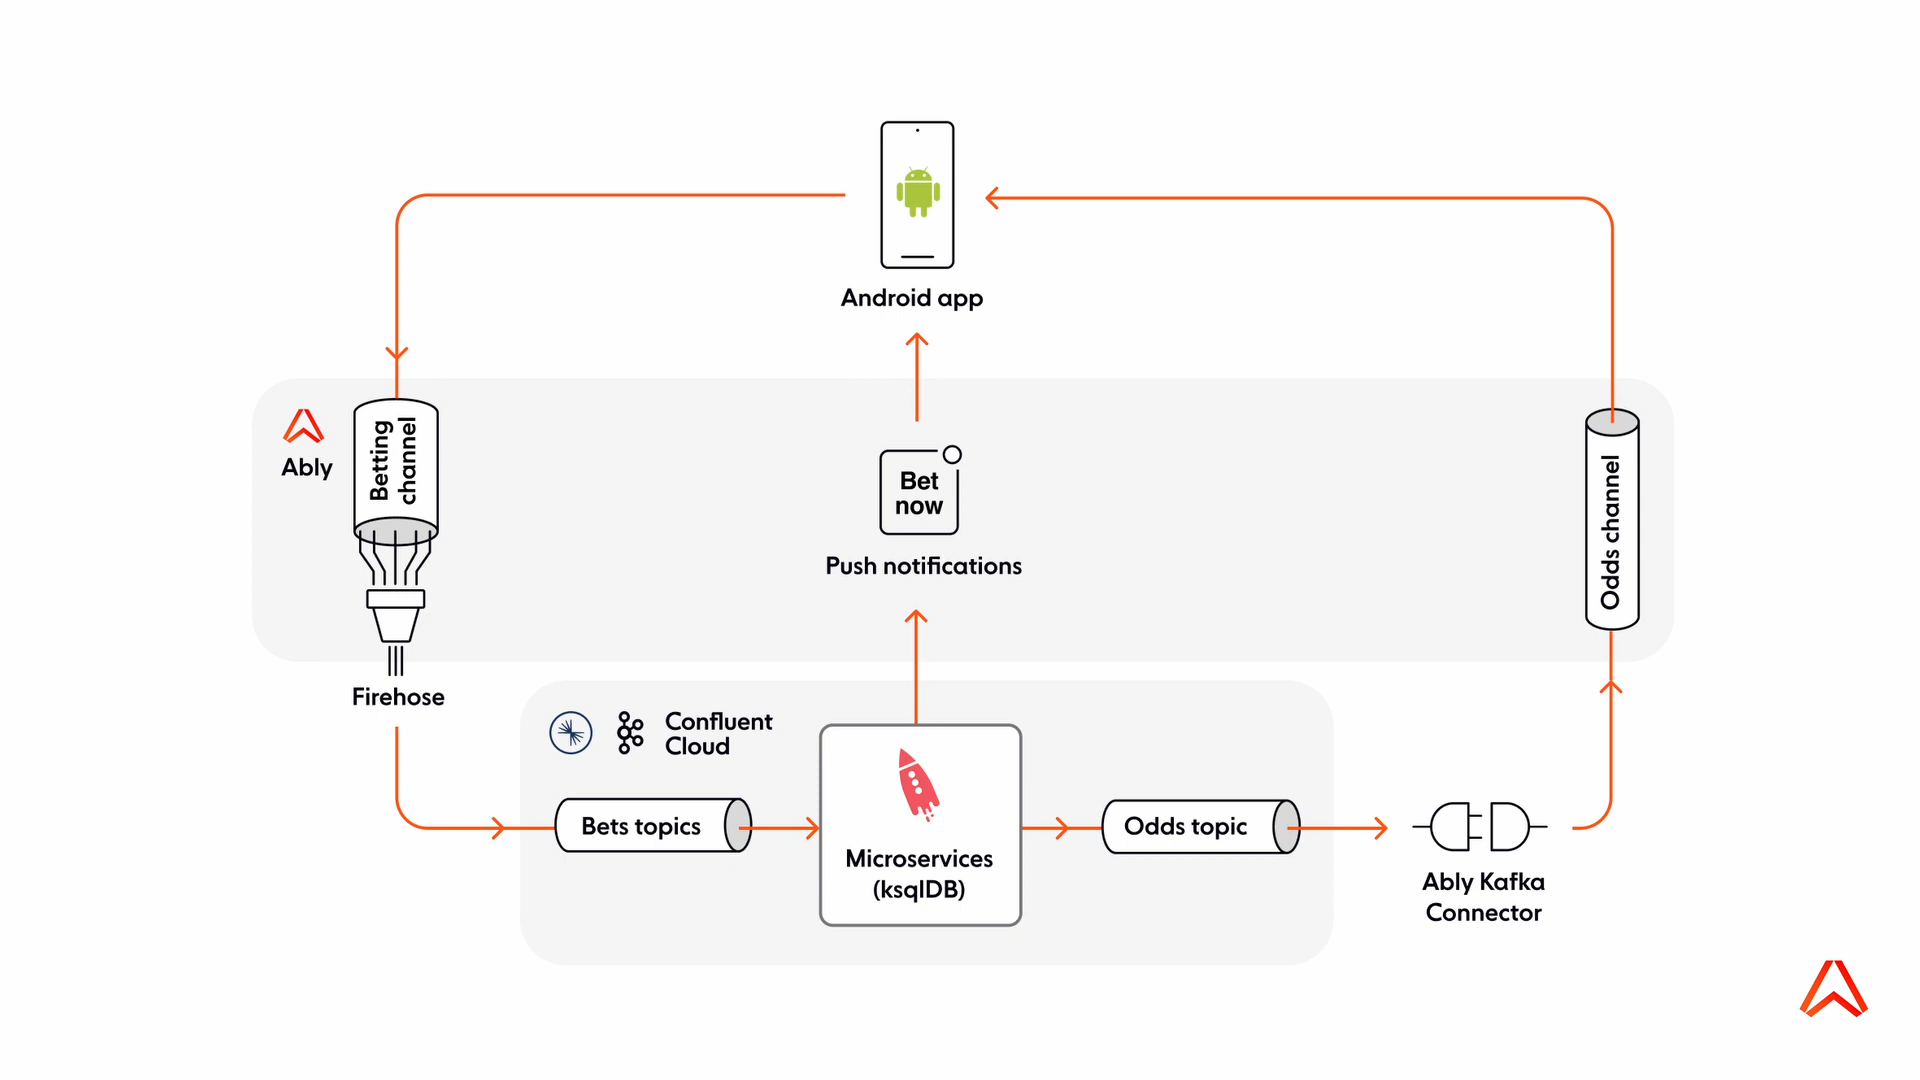 Android app
Ably
Betting
channel
Bet
now
Push notifications
Odds channel
Firehose
Confluent
Cloud
Bets topics
Microservices
(ksqlDB)
Odds topic
Ably Kafka
Connector